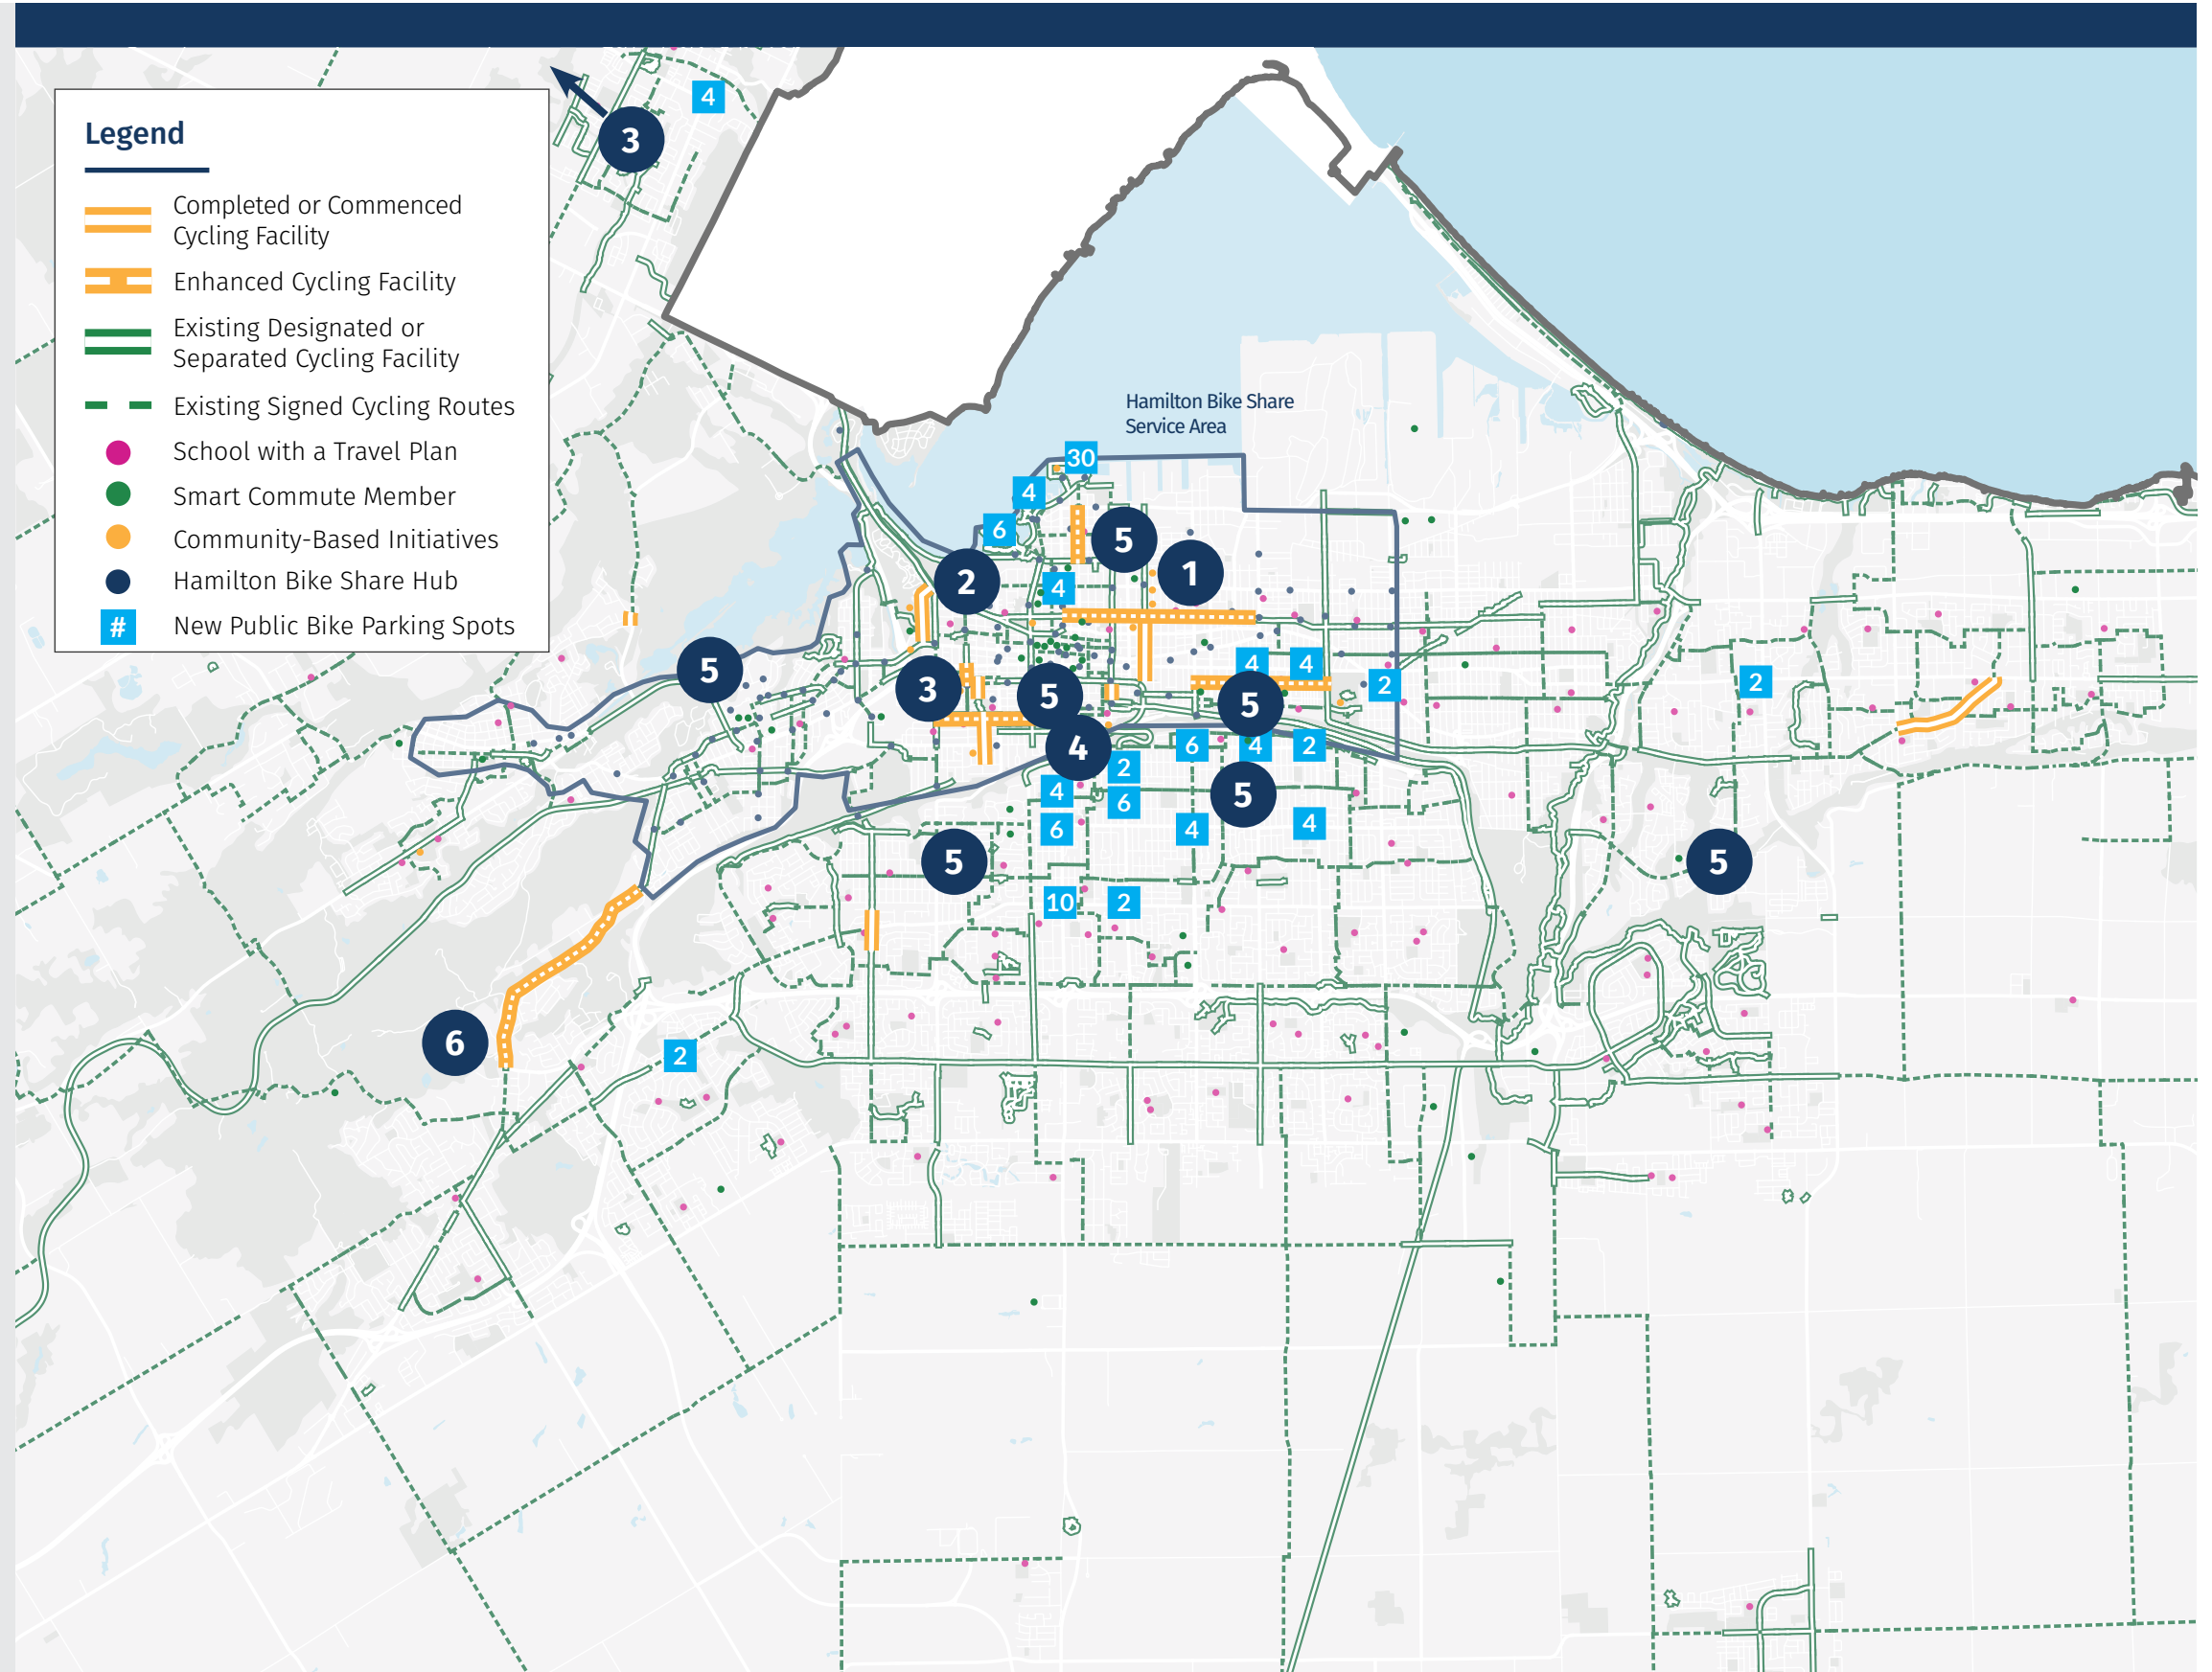 4
3
Legend
Completed or Commenced
Cycling Facility
Enhanced Cycling Facility
Existing Designated or
Separated Cycling Facility
Existing Signed Cycling Routes
School with a Travel Plan
Smart Commute Member
Community-Based Initiatives
Hamilton Bike Share Hub
# New Public Bike Parking Spots
Hamilton Bike Share
Service Area
30
4
6
5
1
2
4
5
3
5
4
4
2
5
2
4
6
4
2
2
4
6
5
6
4
4
5
5
10
2
6
2